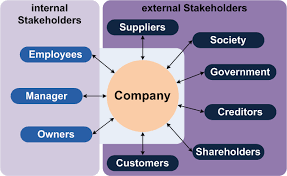 internal
Stakeholders
external Stakeholders
Suppliers
Society
Employees
Government
Manager
Company
Creditors
Owners
Shareholders
Customers